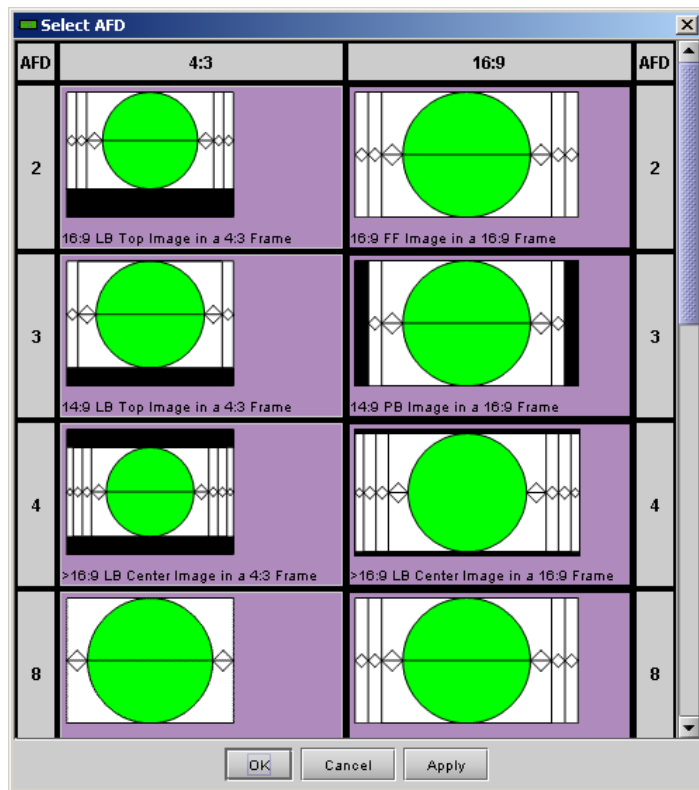 Select AFD
AFD 4:3 16:9 AFD
2 2
16:9 LB Top Image in a 4:3 Frame 16:9 FF Image in a 16:9 Frame
3 3
14:9 LB Top Image in a 4:3 Frame 14:9 PB Image in a 16:9 Frame
4 4
>16:9 LB Center Image in a 4:3 Frame >16:9 LB Center Image in a 16:9 Frame
8 8
OK Cancel Apply